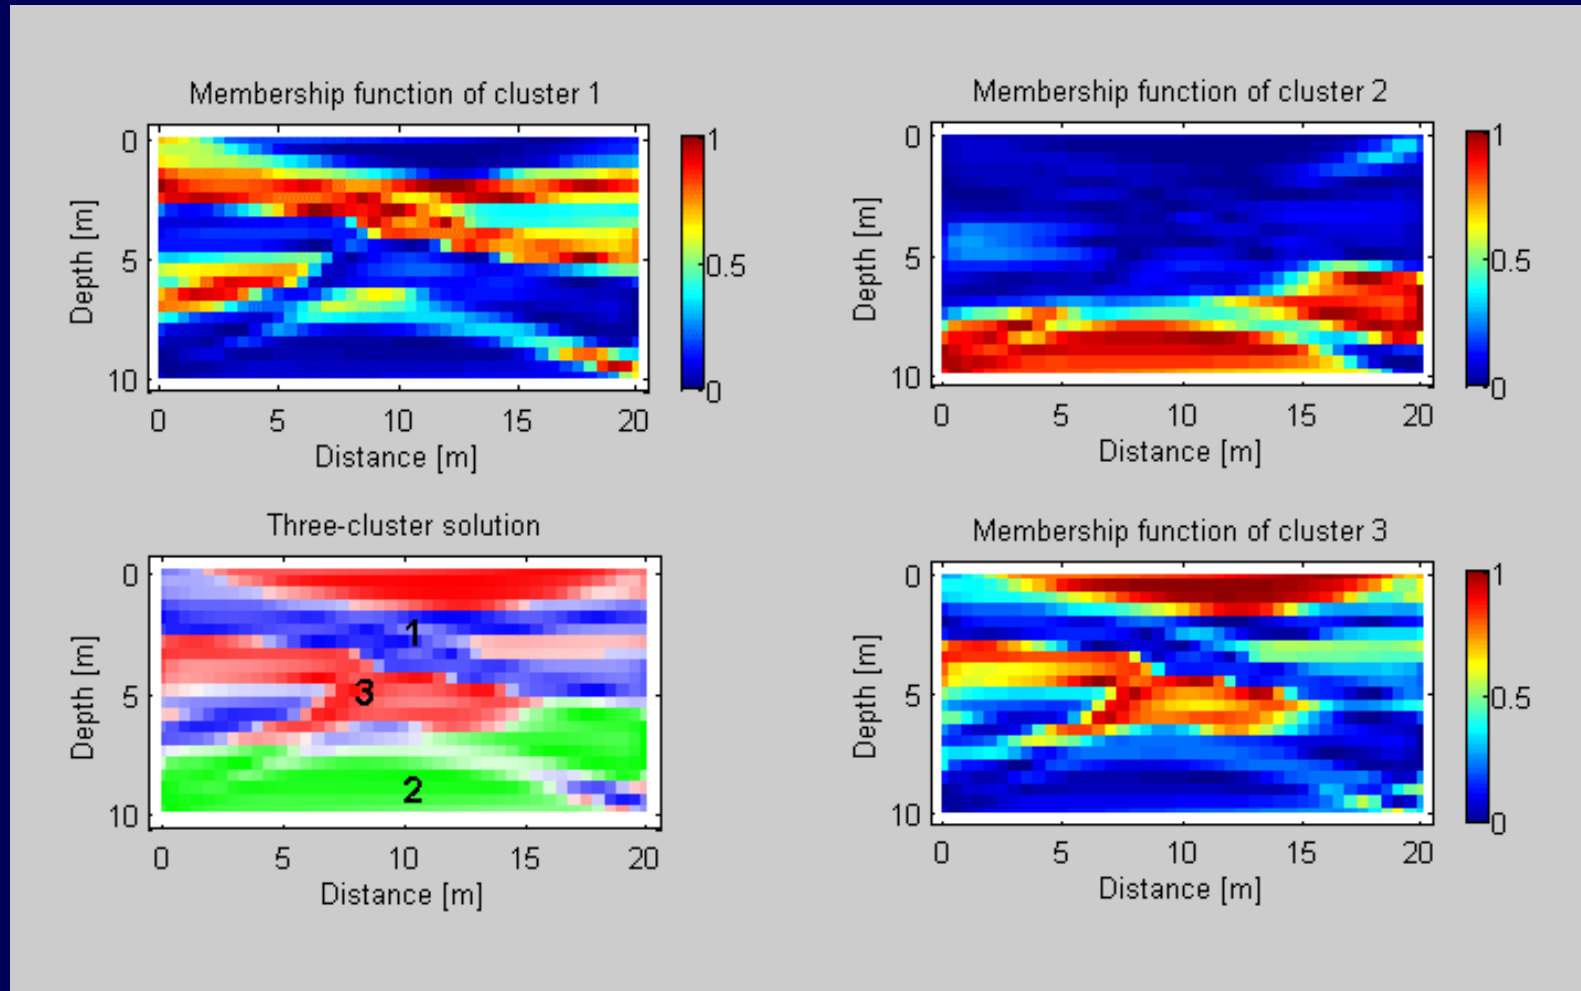 Membership function of cluster 1
0
5
10
Depth [m]
0 5 10 15 20
Distance [m]
1
0.5
0
Membership function of cluster 2
0
5
10
Depth [m]
0 5 10 15 20
Distance [m]
1
0.5
0
Three-cluster solution
0
5
10
Depth [m]
1
3
2
0 5 10 15 20
Distance [m]
Membership function of cluster 3
0
5
10
Depth [m]
0 5 10 15 20
Distance [m]
1
0.5
0